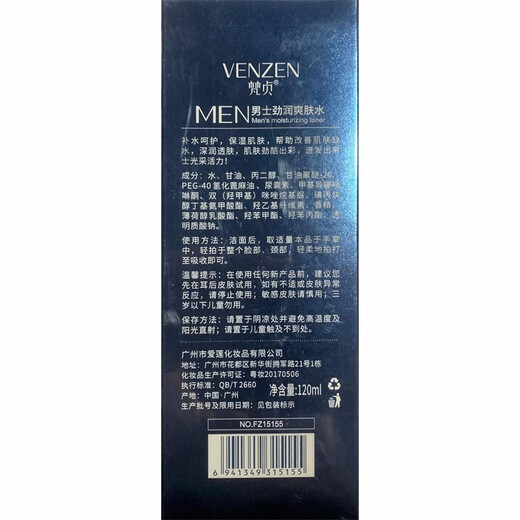 VENZEN
梵贞®
MEN 男士劲润爽肤水
Men's moisturizing toner
补水呵护，保湿肌肤，帮助改善肌肤缺
水，深润透肤，肌肤劲酷出彩，迸发出男
士光采活力！
成分：水、甘油、丙二醇、甘油聚醚-26、
PEG-40氢化蓖麻油、尿囊素、甲基异噻唑
啉酮、双（羟甲基）咪唑烷基脲、碘丙炔
醇丁基氨甲酸酯、羟乙基纤维素、香精、
薄荷醇乳酸酯、羟苯甲酯、羟苯丙酯、透
明质酸钠。
使用方法：洁面后，取适量本品于手掌
中，轻拍于整个脸部、颈部，轻柔地拍打
至吸收即可。
温馨提示：在使用任何新产品前，建议您
先在耳后皮肤试用，如有不适或皮肤异常
反应，请停止使用；敏感皮肤请慎用；三
岁以下儿童勿用。
保存方法：请置于阴凉处并避免高温度及
阳光直射；请置于儿童触及不到处。
广州市爱莲化妆品有限公司
地址：广州市花都区新华街拥军路21号1栋
化妆品生产许可证：粤妆20170506
执行标准：QB/T 2660
产地：中国·广州
净含量：120ml
生产批号及限用日期：见包装标示
NO.FZ15155
6 941349 315155